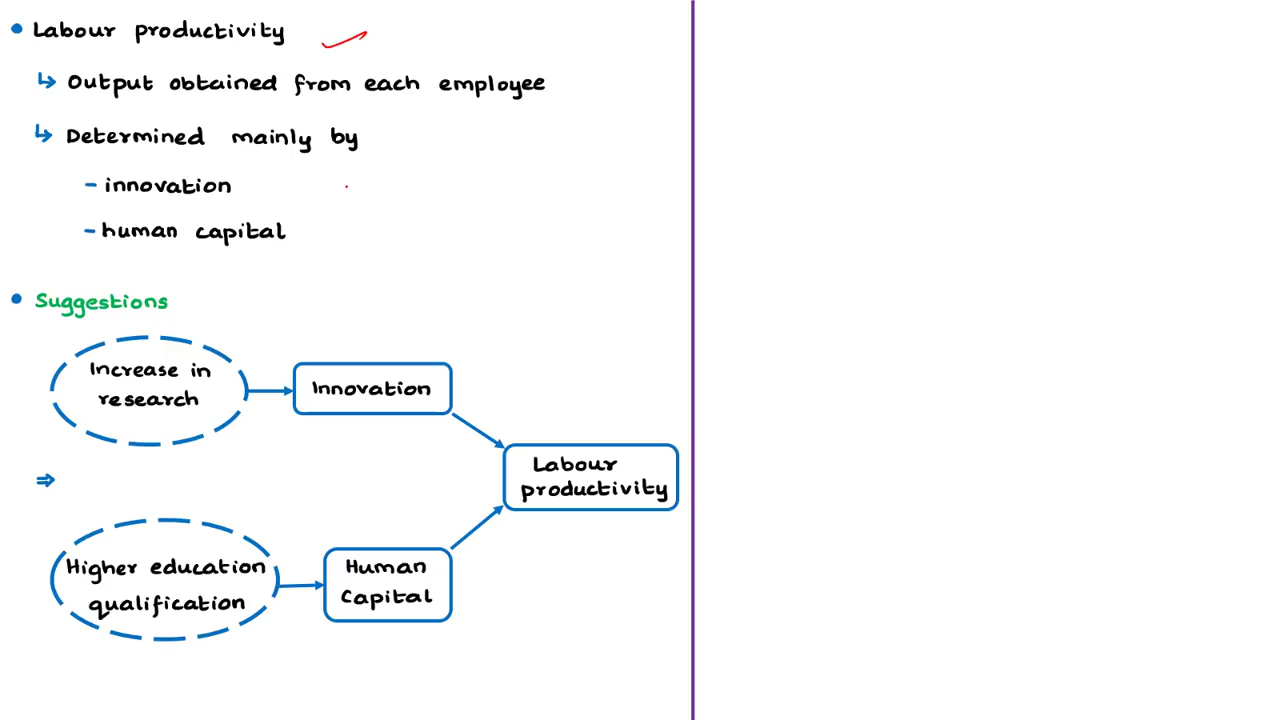 Labour productivity
Output obtained from each employee
Determined mainly by
- innovation
- human capital
Suggestions
Increase in
research
Innovation
Labour
productivity
Higher education
qualification
Human
Capital